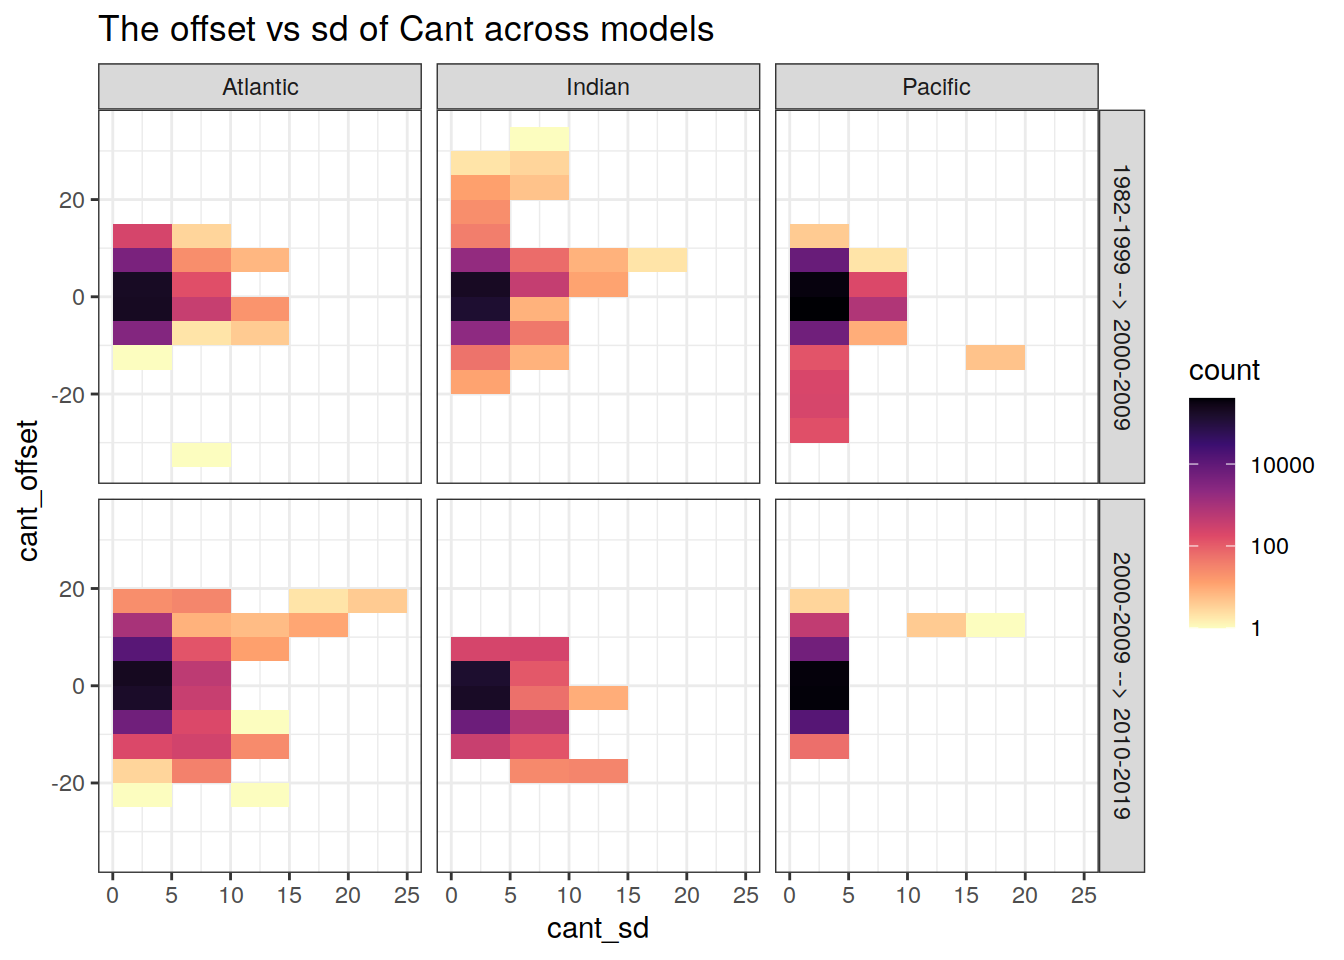 The offset vs sd of Cant across models
Atlantic
Indian
Pacific
20
0
-20
1982-1999 --> 2000-2009
20
0
-20
2000-2009 --> 2010-2019
cant_offset
0 5 10 15 20 25
0 5 10 15 20 25
0 5 10 15 20 25
cant_sd
count
10000
100
1